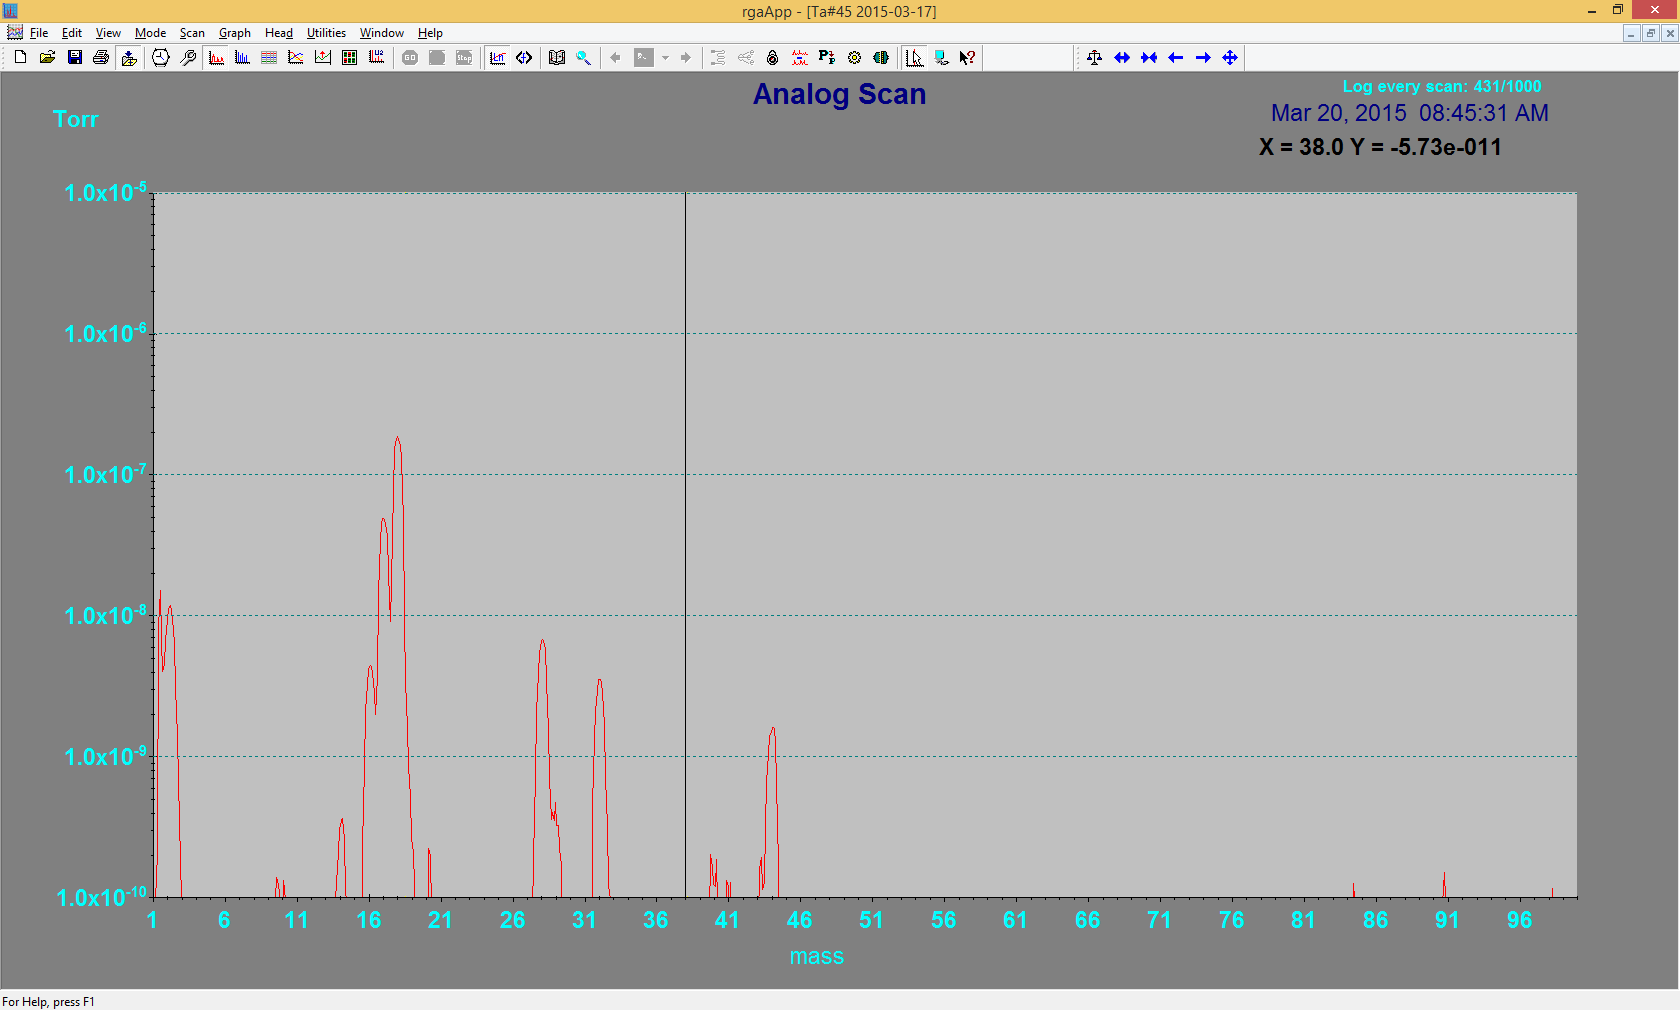 rgaApp - [Ta#45 2015-03-17]
File Edit View Mode Scan Graph Head Utilities Window Help
GO Stop
Analog Scan
Log every scan: 431/1000
Torr
Mar 20, 2015 08:45:31 AM
X = 38.0 Y = -5.73e-011
1.0x10-5
1.0x10-6
1.0x10-7
1.0x10-8
1.0x10-9
1.0x10-10
1 6 11 16 21 26 31 36 41 46 51 56 61 66 71 76 81 86 91 96
mass
For Help, press F1